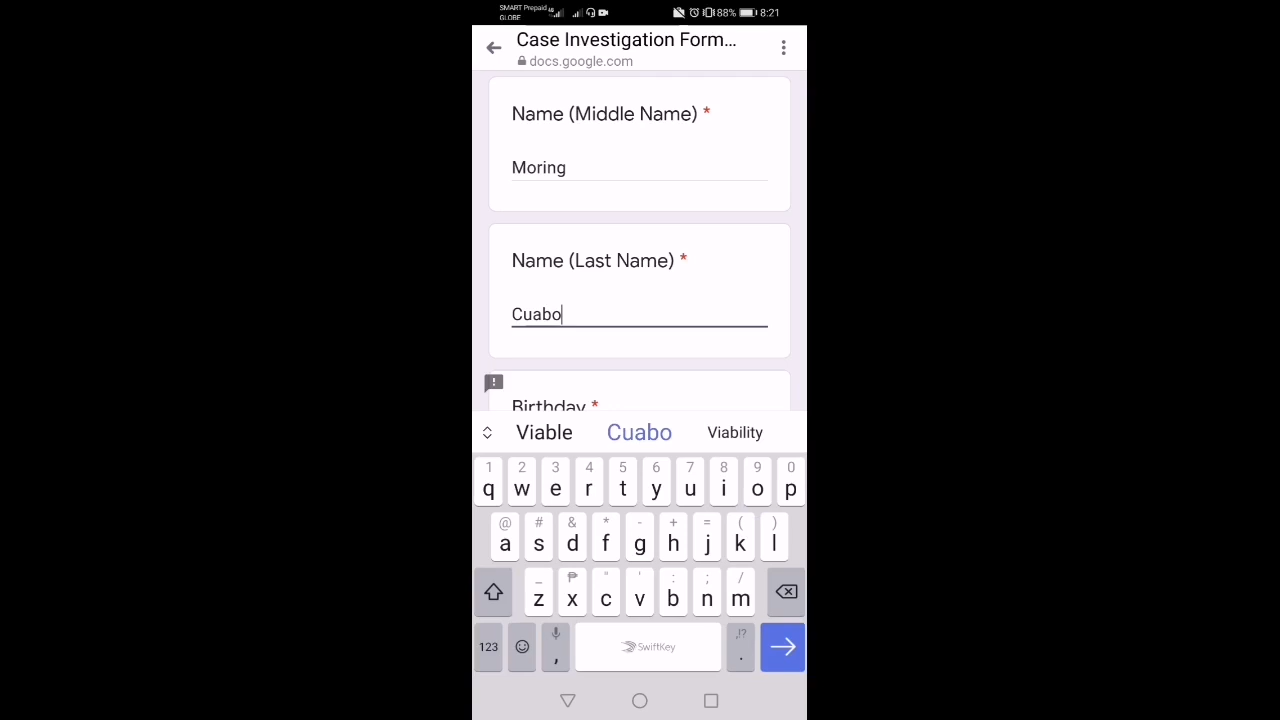 SMART Prepaid 4G
GLOBE
88% 8:21
Case Investigation Form...
docs.google.com
Name (Middle Name) *
Moring
Name (Last Name) *
Cuabo
Birthday *
Viable Cuabo Viability
1 2 3 4 5 6 7 8 9 0
q w e r t y u i o p
@ # & * - + = ( )
a s d f g h j k l
_ ₱ " ' : ; /
z x c v b n m
123 , SwiftKey ,!? .